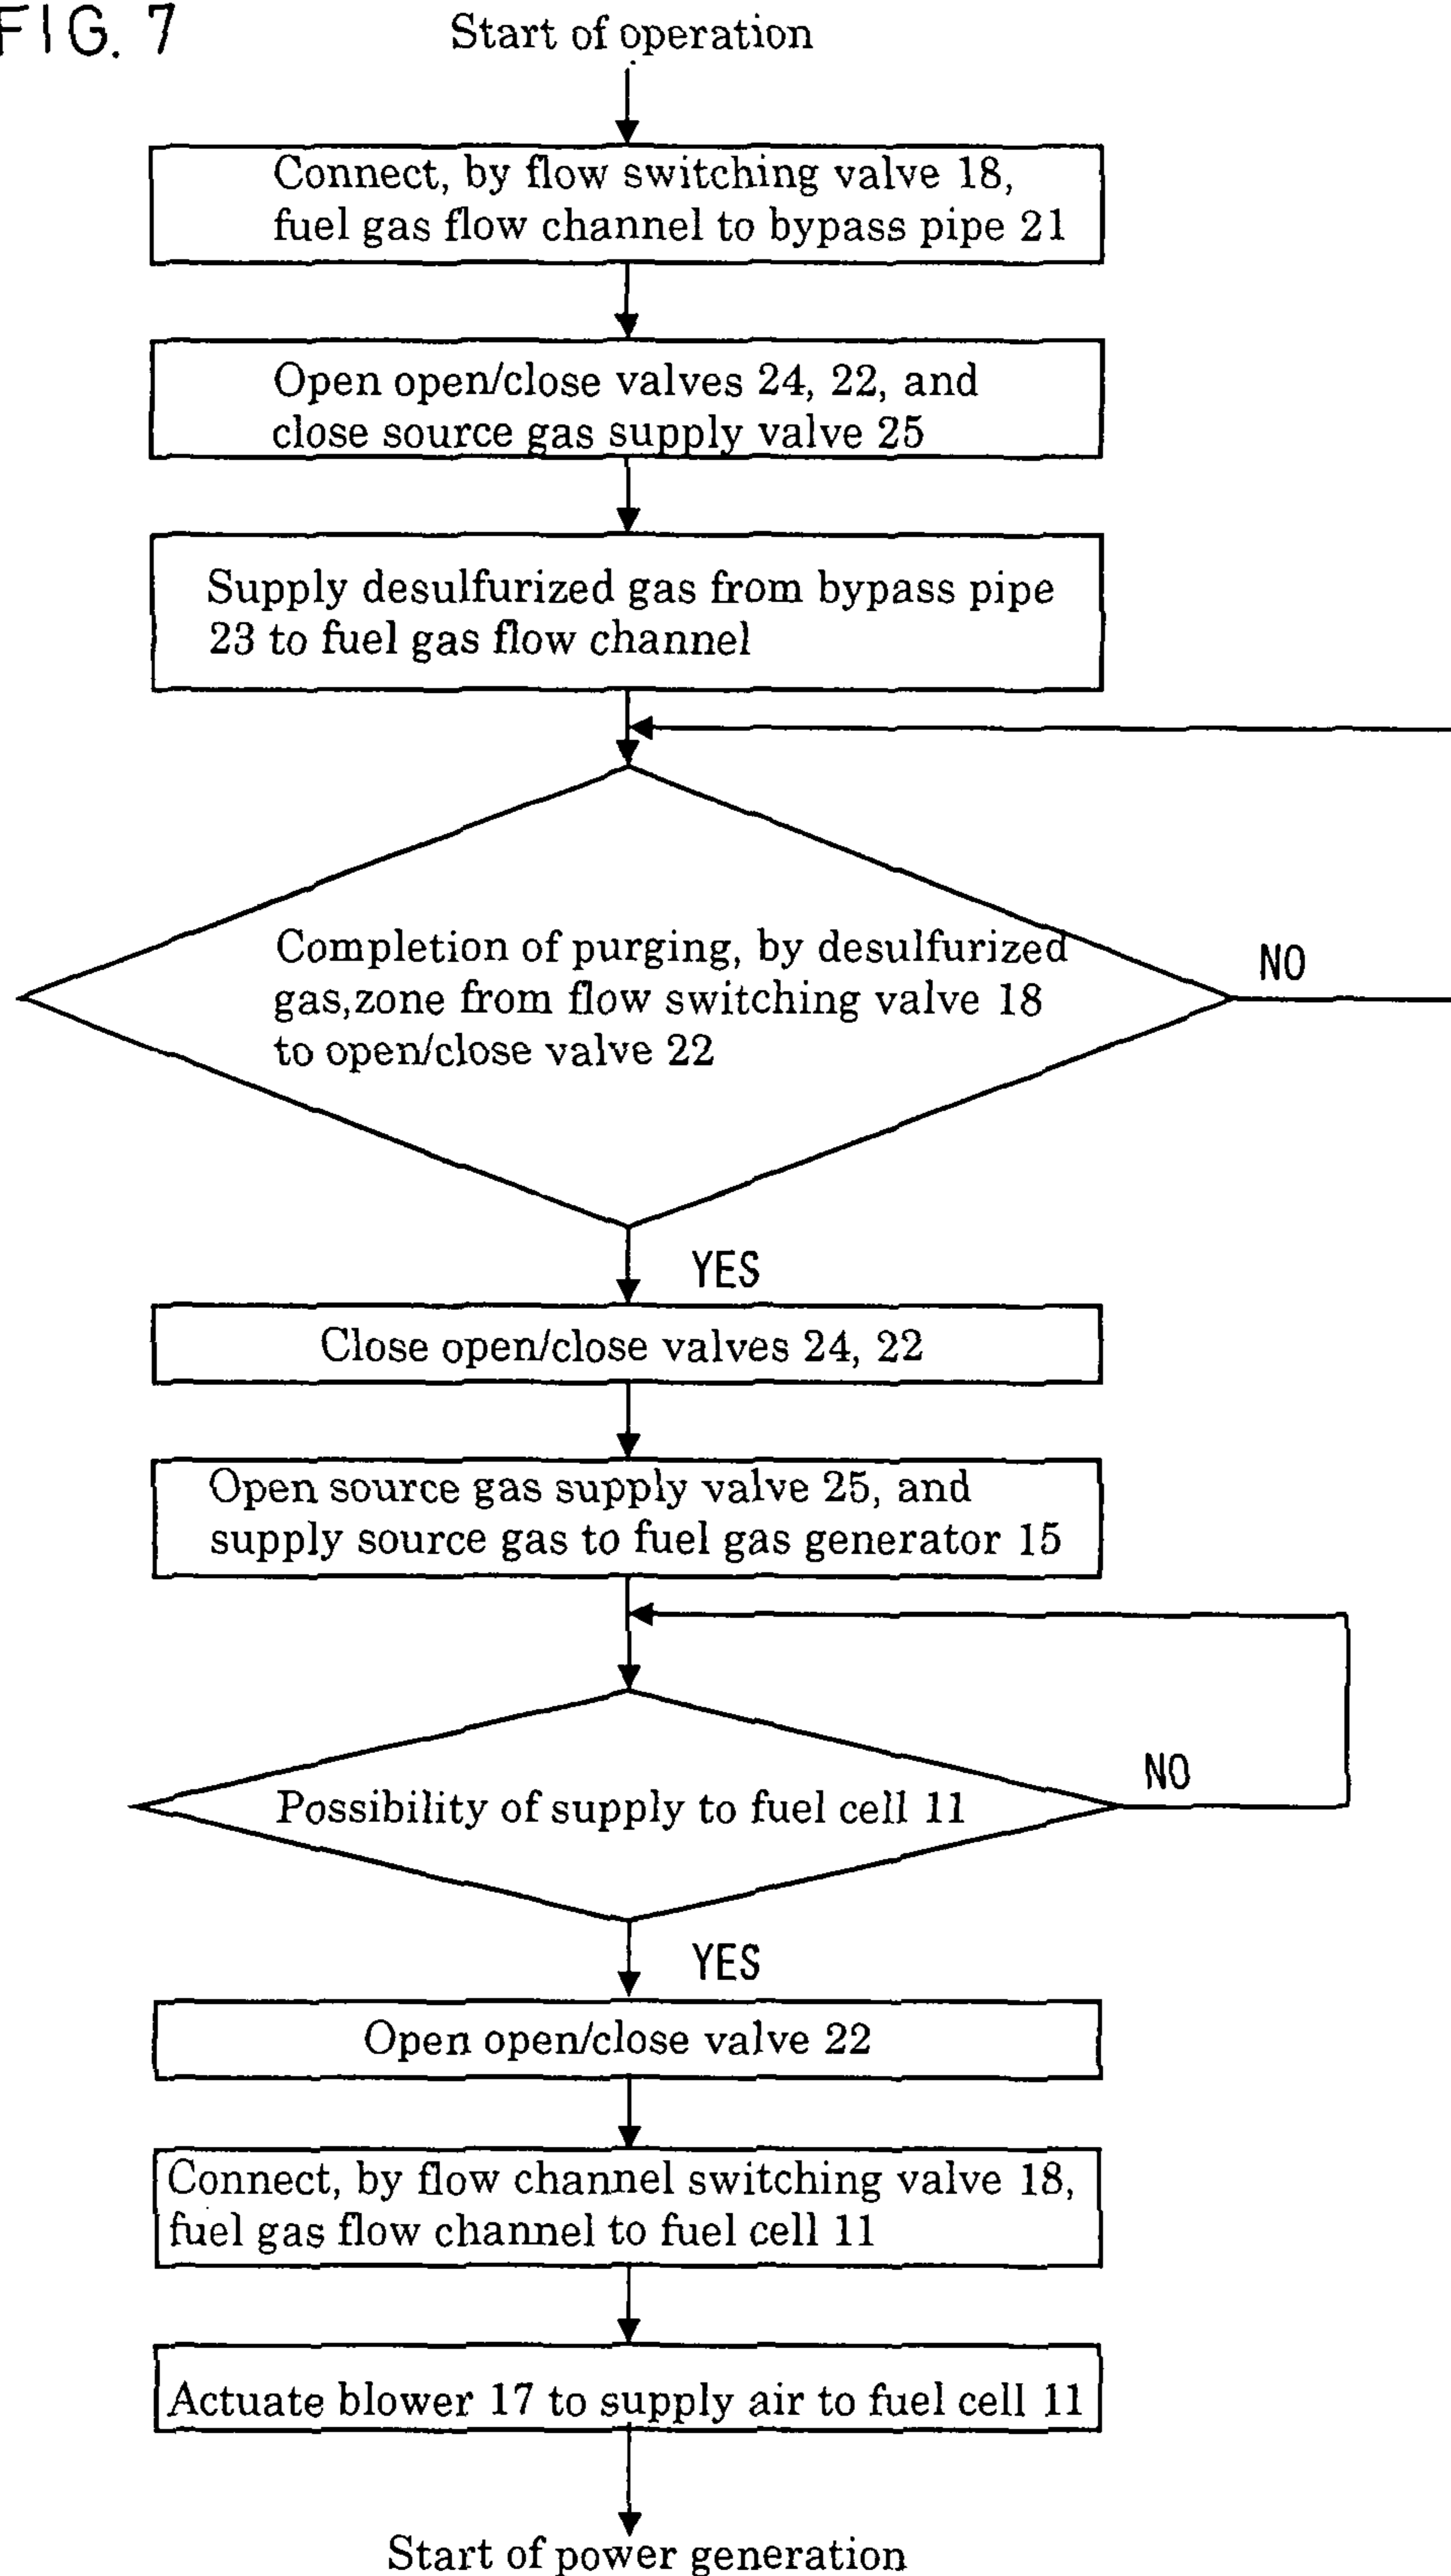 FIG. 7
Start of operation
Connect, by flow switching valve 18,
fuel gas flow channel to bypass pipe 21
Open open/close valves 24, 22, and
close source gas supply valve 25
Supply desulfurized gas from bypass pipe
23 to fuel gas flow channel
Completion of purging, by desulfurized
gas,zone from flow switching valve 18
to open/close valve 22
NO
YES
Close open/close valves 24, 22
Open source gas supply valve 25, and
supply source gas to fuel gas generator 15
Possibility of supply to fuel cell 11
NO
YES
Open open/close valve 22
Connect, by flow channel switching valve 18,
fuel gas flow channel to fuel cell 11
Actuate blower 17 to supply air to fuel cell 11
Start of power generation